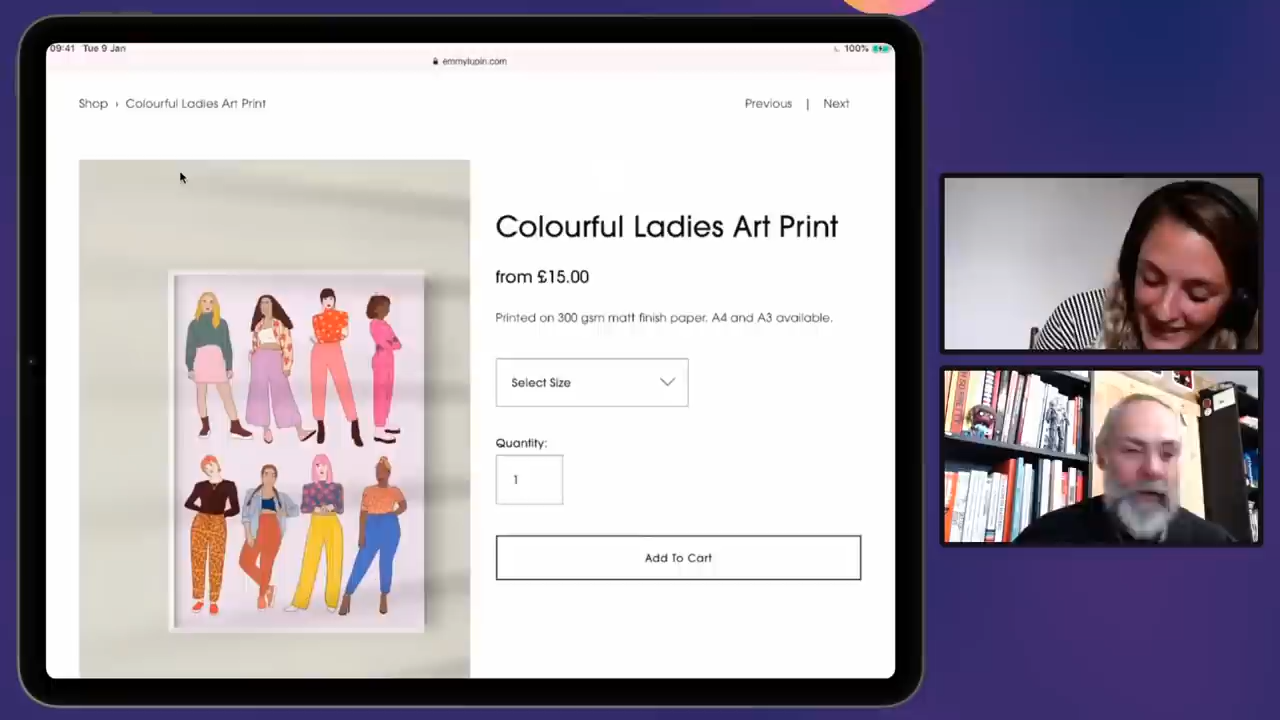 09:41 Tue 9 Jan
100%
emmylupin.com
Shop › Colourful Ladies Art Print
Previous | Next
Colourful Ladies Art Print
from £15.00
Printed on 300 gsm matt finish paper. A4 and A3 available.
Select Size
Quantity:
1
Add To Cart